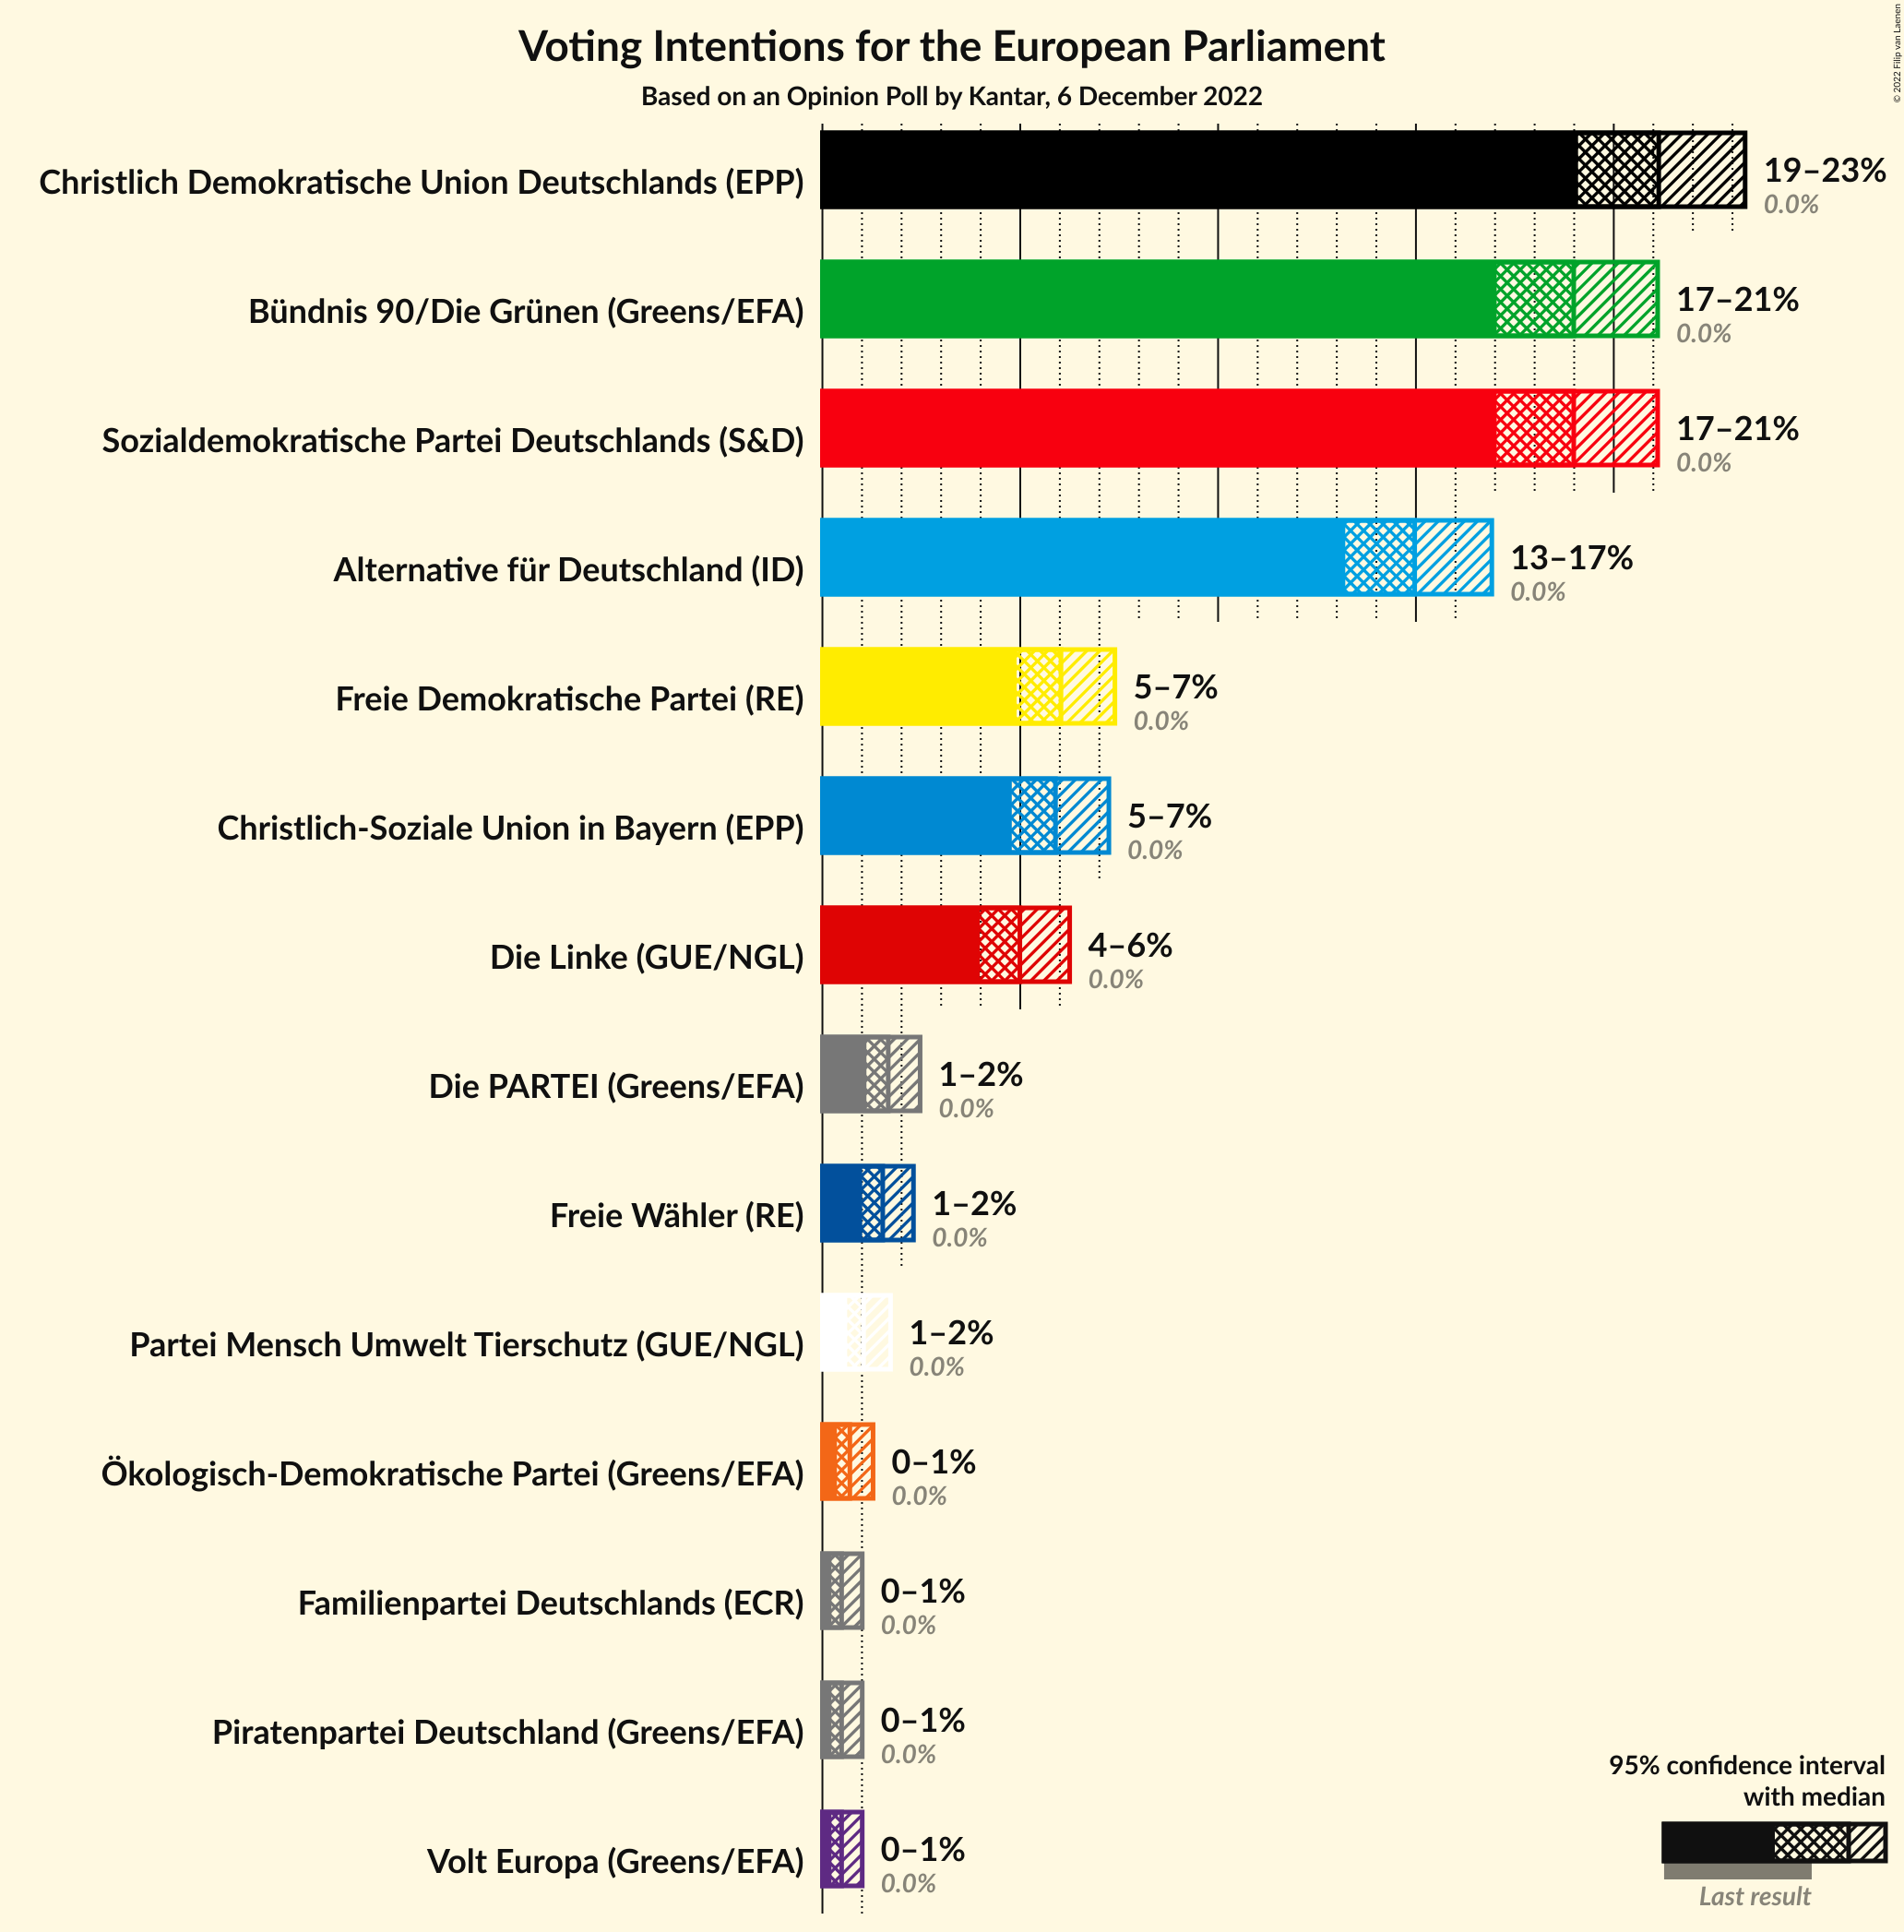 Voting Intentions for the European Parliament
Based on an Opinion Poll by Kantar, 6 December 2022
© 2022 Filip van Laenen
Christlich Demokratische Union Deutschlands (EPP)
19–23%
0.0%
Bündnis 90/Die Grünen (Greens/EFA)
17–21%
0.0%
Sozialdemokratische Partei Deutschlands (S&D)
17–21%
0.0%
Alternative für Deutschland (ID)
13–17%
0.0%
Freie Demokratische Partei (RE)
5–7%
0.0%
Christlich-Soziale Union in Bayern (EPP)
5–7%
0.0%
Die Linke (GUE/NGL)
4–6%
0.0%
Die PARTEI (Greens/EFA)
1–2%
0.0%
Freie Wähler (RE)
1–2%
0.0%
Partei Mensch Umwelt Tierschutz (GUE/NGL)
1–2%
0.0%
Ökologisch-Demokratische Partei (Greens/EFA)
0–1%
0.0%
Familienpartei Deutschlands (ECR)
0–1%
0.0%
Piratenpartei Deutschland (Greens/EFA)
0–1%
0.0%
Volt Europa (Greens/EFA)
0–1%
0.0%
95% confidence interval
with median
Last result